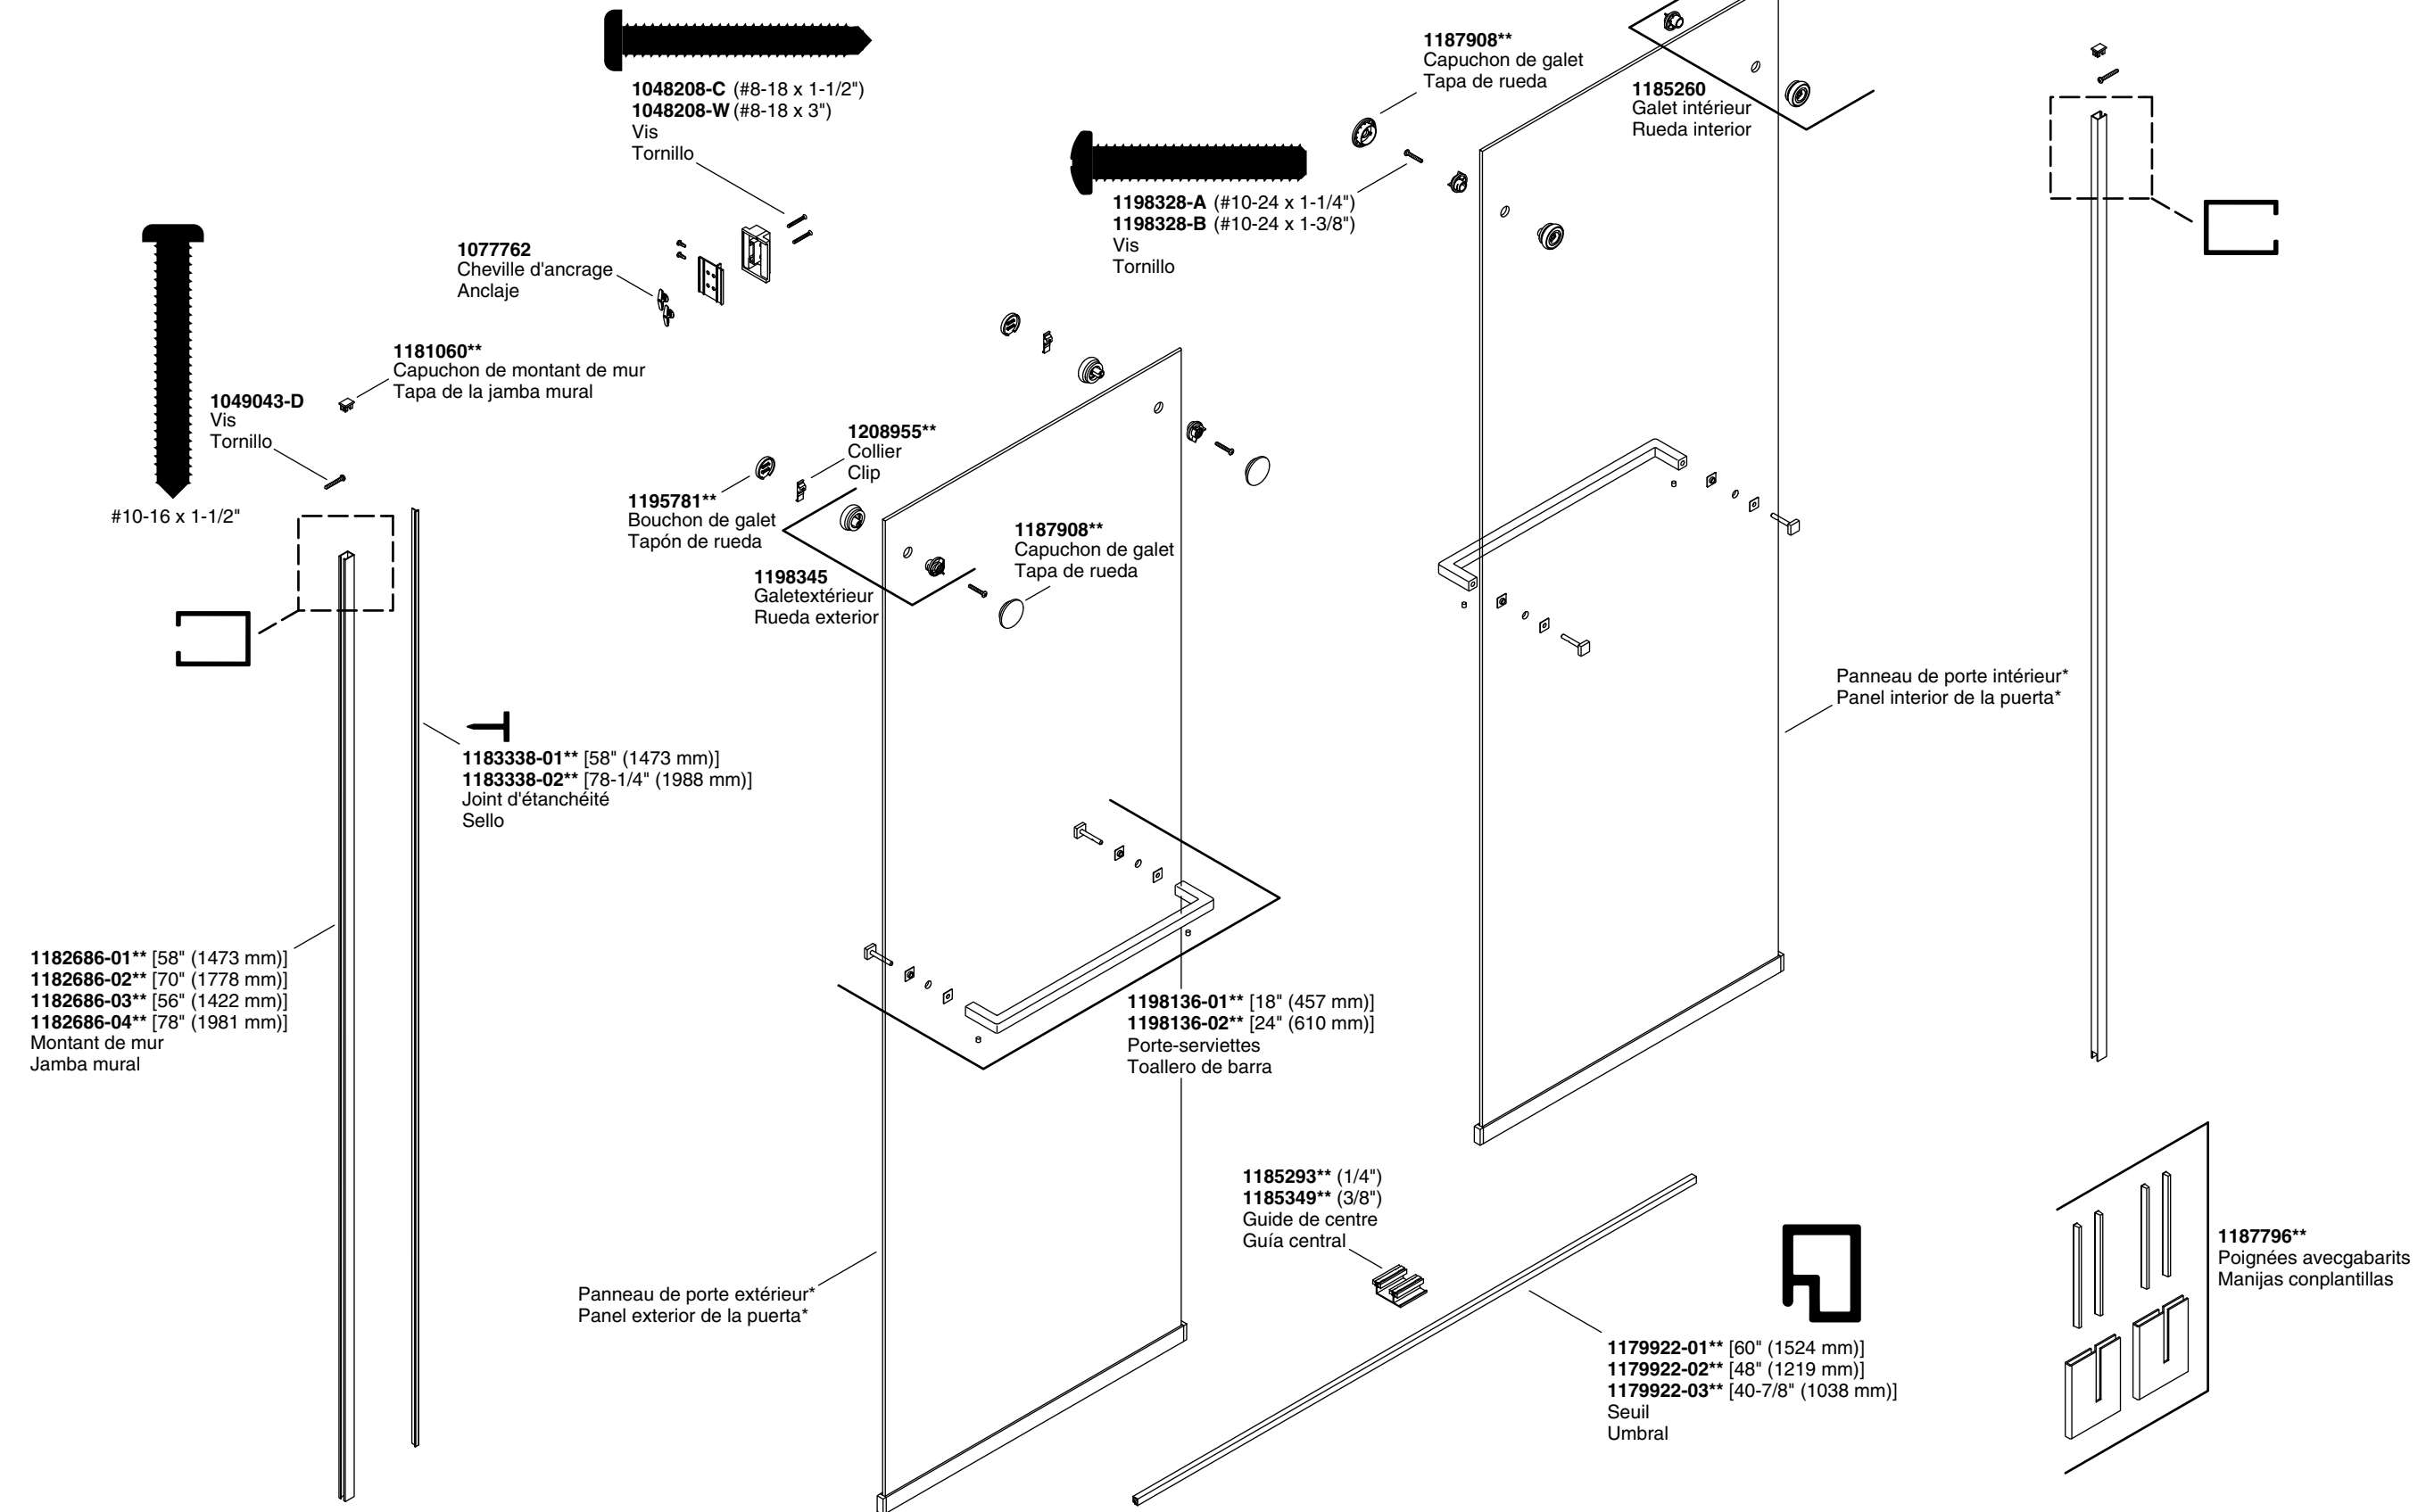 1048208-C (#8-18 x 1-1/2")
1048208-W (#8-18 x 3")
Vis
Tornillo
1187908**
Capuchon de galet
Tapa de rueda
1185260
Galet intérieur
Rueda interior
1198328-A (#10-24 x 1-1/4")
1198328-B (#10-24 x 1-3/8")
Vis
Tornillo
1077762
Cheville d'ancrage
Anclaje
1181060**
Capuchon de montant de mur
Tapa de la jamba mural
1049043-D
Vis
Tornillo
#10-16 x 1-1/2"
1208955**
Collier
Clip
1195781**
Bouchon de galet
Tapón de rueda
1187908**
Capuchon de galet
Tapa de rueda
1198345
Galetextérieur
Rueda exterior
Panneau de porte intérieur*
Panel interior de la puerta*
1183338-01** [58" (1473 mm)]
1183338-02** [78-1/4" (1988 mm)]
Joint d'étanchéité
Sello
1182686-01** [58" (1473 mm)]
1182686-02** [70" (1778 mm)]
1182686-03** [56" (1422 mm)]
1182686-04** [78" (1981 mm)]
Montant de mur
Jamba mural
1198136-01** [18" (457 mm)]
1198136-02** [24" (610 mm)]
Porte-serviettes
Toallero de barra
1185293** (1/4")
1185349** (3/8")
Guide de centre
Guía central
1187796**
Poignées avecgabarits
Manijas conplantillas
Panneau de porte extérieur*
Panel exterior de la puerta*
1179922-01** [60" (1524 mm)]
1179922-02** [48" (1219 mm)]
1179922-03** [40-7/8" (1038 mm)]
Seuil
Umbral